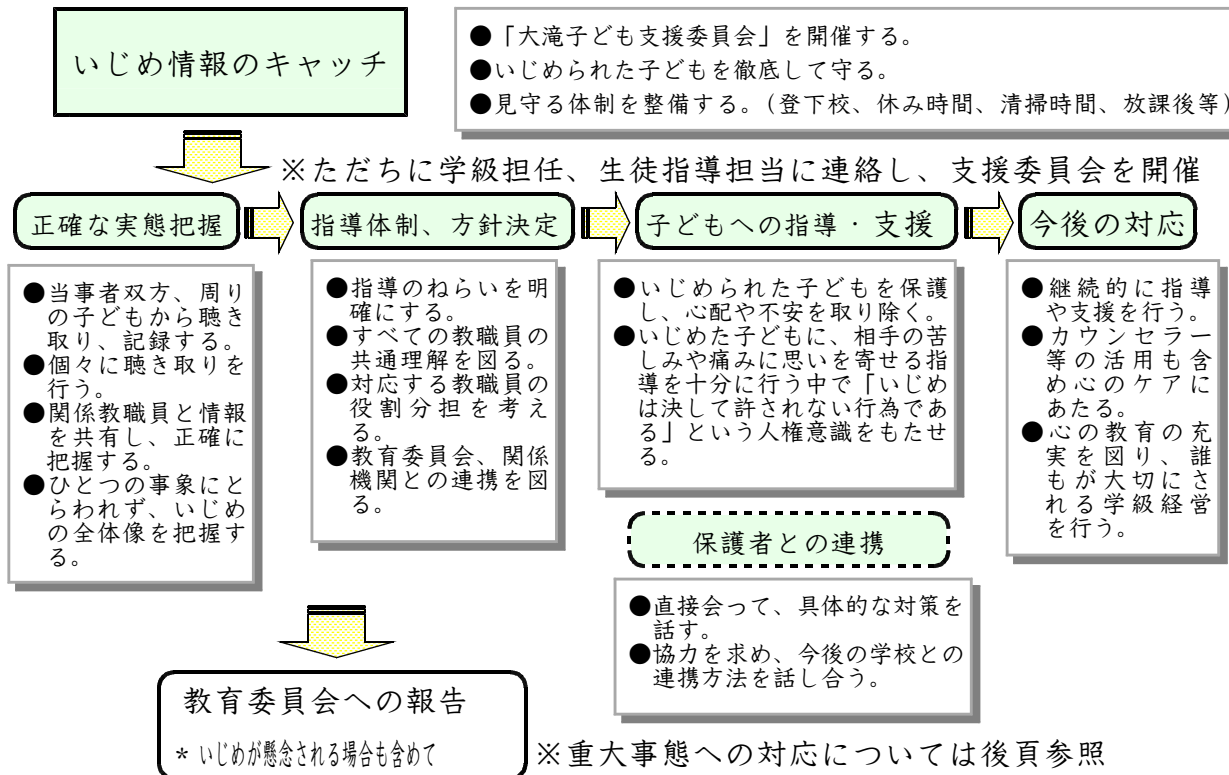 いじめ情報のキャッチ
●「大滝子ども支援委員会」を開催する。
●いじめられた子どもを徹底して守る。
●見守る体制を整備する。(登下校、休み時間、清掃時間、放課後等)
※ただちに学級担任、生徒指導担当に連絡し、支援委員会を開催
正確な実態把握
指導体制、方針決定
子どもへの指導・支援
今後の対応
●当事者双方、周り
の子どもから聴き
取り、記録する。
●個々に聴き取りを
行う。
●関係教職員と情報
を共有し、正確に
把握する。
●ひとつの事象にと
らわれず、いじめ
の全体像を把握す
る。
●指導のねらいを明
確にする。
●すべての教職員の
共通理解を図る。
●対応する教職員の
役割分担を考え
る。
●教育委員会、関係
機関との連携を図
る。
●いじめられた子どもを保護
し、心配や不安を取り除く。
●いじめた子どもに、相手の苦
しみや痛みに思いを寄せる指
導を十分に行う中で「いじめ
は決して許されない行為であ
る」という人権意識をもたせ
る。
●継続的に指導
や支援を行う。
●カウンセラー
等の活用も含
め心のケアに
あたる。
●心の教育の充
実を図り、誰
もが大切にさ
れる学級経営
を行う。
保護者との連携
●直接会って、具体的な対策を
話す。
●協力を求め、今後の学校との
連携方法を話し合う。
教育委員会への報告
* いじめが懸念される場合も含めて
※重大事態への対応については後頁参照